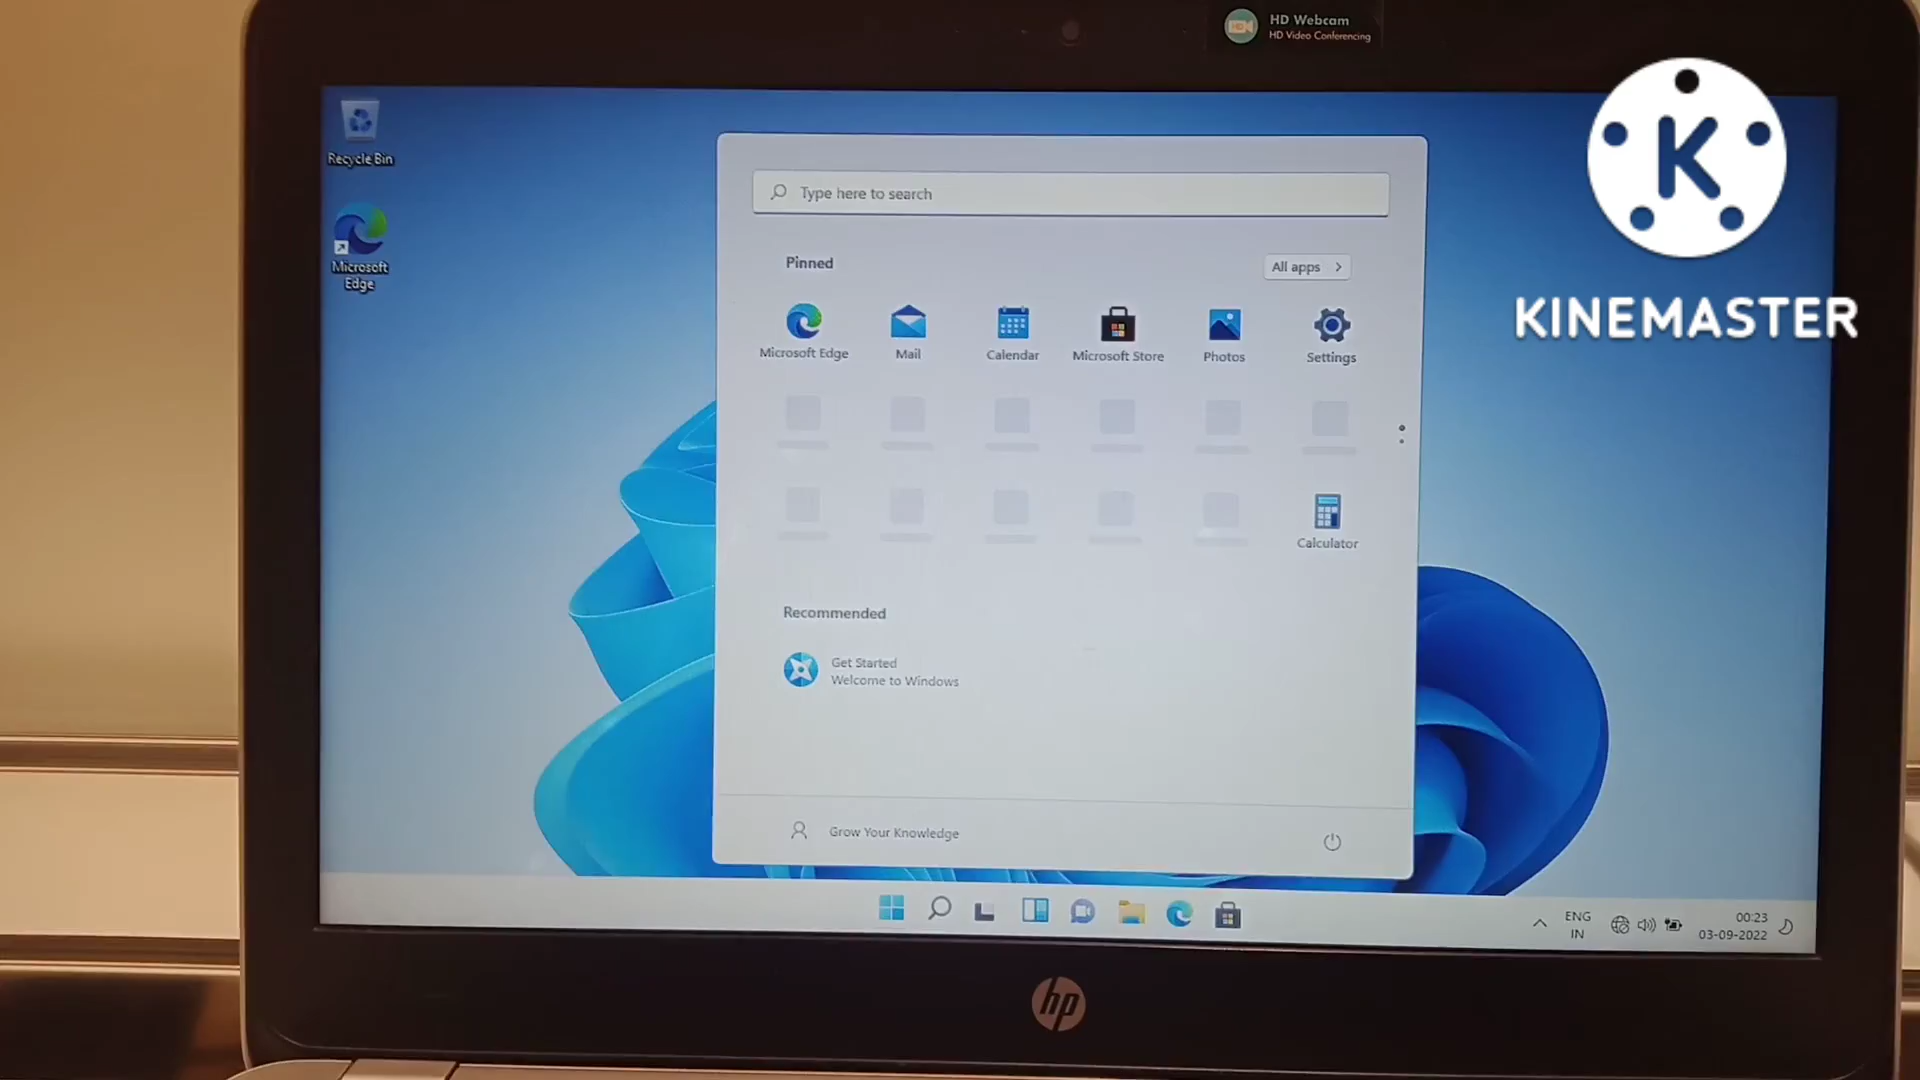 HD Webcam
HD Video Conferencing
Recycle Bin
Microsoft
Edge
Type here to search
Pinned
All apps
Microsoft Edge
Mail
Calendar
Microsoft Store
Photos
Settings
Calculator
Recommended
Get Started
Welcome to Windows
Grow Your Knowledge
ENG
IN
00:23
03-09-2022
hp
K
KINEMASTER